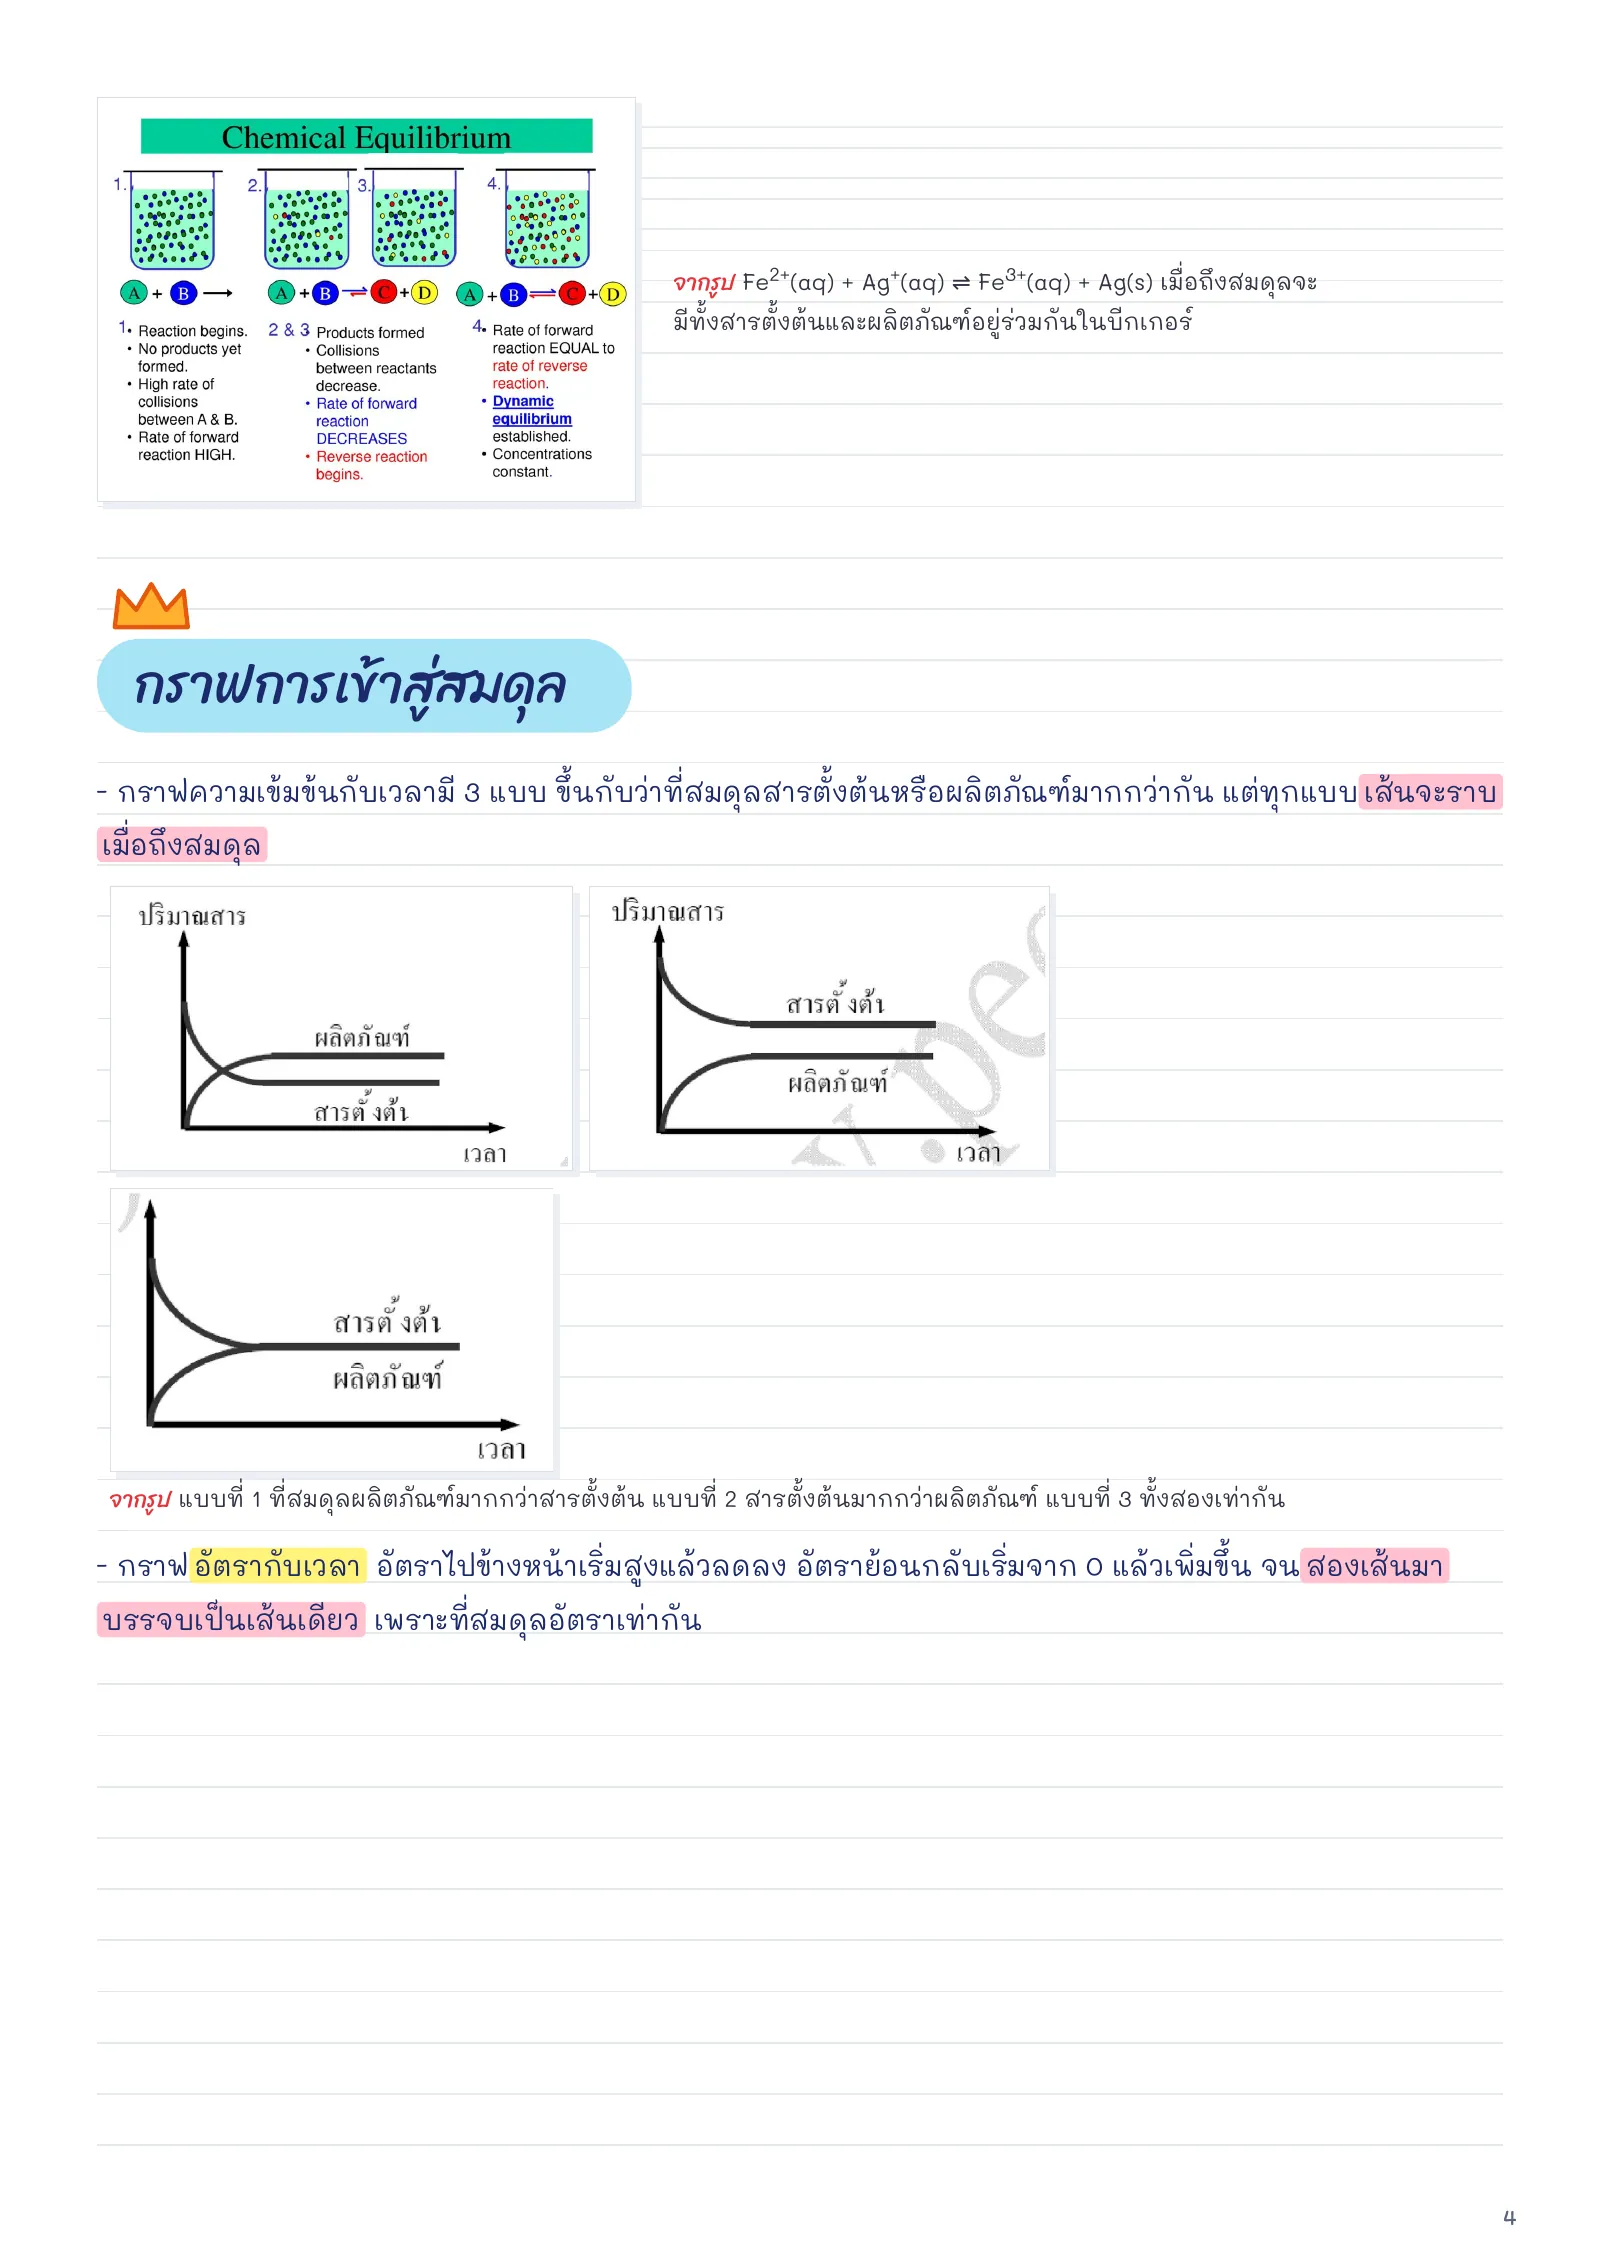 Chemical Equilibrium
1. 2. 3. 4.
A + B A + B C + D A + B C + D
1. • Reaction begins.
• No products yet
formed.
• High rate of
collisions
between A & B.
• Rate of forward
reaction HIGH.
2 & 3 Products formed
• Collisions
between reactants
decrease.
• Rate of forward
reaction
DECREASES
• Reverse reaction
begins.
4. • Rate of forward
reaction EQUAL to
rate of reverse
reaction.
• Dynamic
equilibrium
established.
• Concentrations
constant.
จากรูป Fe²⁺(aq) + Ag⁺(aq) ⇌ Fe³⁺(aq) + Ag(s) เมื่อถึงสมดุลจะ
มีทั้งสารตั้งต้นและผลิตภัณฑ์อยู่ร่วมกันในบีกเกอร์
กราฟการเข้าสู่สมดุล
- กราฟความเข้มข้นกับเวลามี 3 แบบ ขึ้นกับว่าที่สมดุลสารตั้งต้นหรือผลิตภัณฑ์มากกว่ากัน แต่ทุกแบบเส้นจะราบ
เมื่อถึงสมดุล
ปริมาณสาร
ผลิตภัณฑ์
สารตั้งต้น
เวลา
ปริมาณสาร
สารตั้งต้น
ผลิตภัณฑ์
เวลา
สารตั้งต้น
ผลิตภัณฑ์
เวลา
จากรูป แบบที่ 1 ที่สมดุลผลิตภัณฑ์มากกว่าสารตั้งต้น แบบที่ 2 สารตั้งต้นมากกว่าผลิตภัณฑ์ แบบที่ 3 ทั้งสองเท่ากัน
- กราฟอัตรากับเวลา อัตราไปข้างหน้าเริ่มสูงแล้วลดลง อัตราย้อนกลับเริ่มจาก 0 แล้วเพิ่มขึ้น จนสองเส้นมา
บรรจบเป็นเส้นเดียว เพราะที่สมดุลอัตราเท่ากัน
4